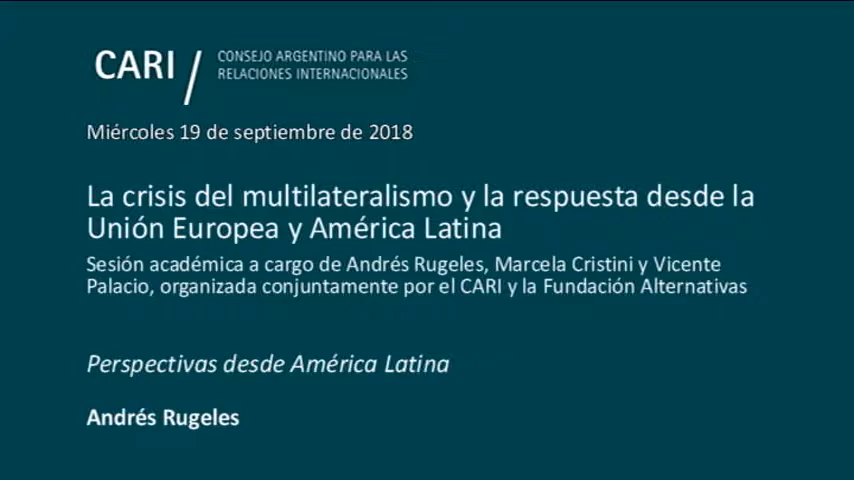 CARI / CONSEJO ARGENTINO PARA LAS
RELACIONES INTERNACIONALES
Miércoles 19 de septiembre de 2018
La crisis del multilateralismo y la respuesta desde la
Unión Europea y América Latina
Sesión académica a cargo de Andrés Rugeles, Marcela Cristini y Vicente
Palacio, organizada conjuntamente por el CARI y la Fundación Alternativas
Perspectivas desde América Latina
Andrés Rugeles